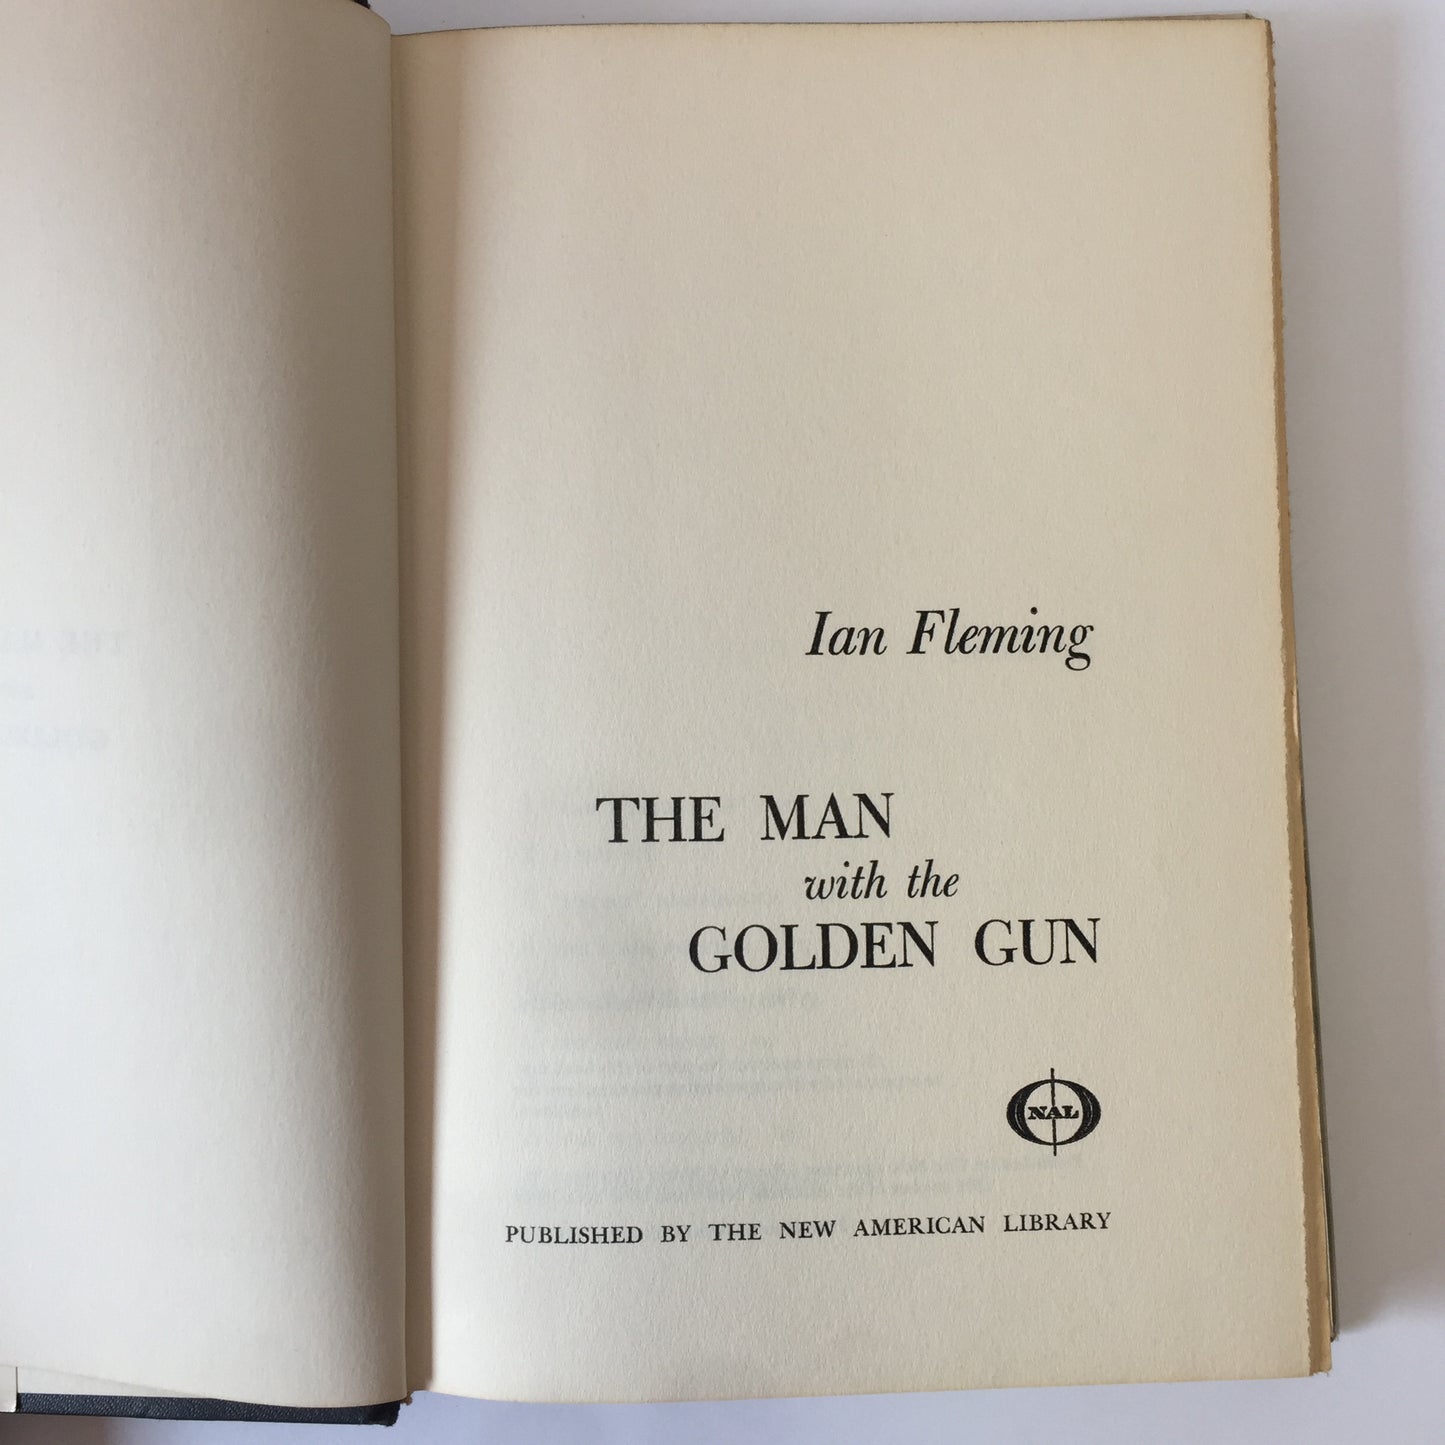 Ian Fleming
THE MAN
with the
GOLDEN GUN
NAL
PUBLISHED BY THE NEW AMERICAN LIBRARY